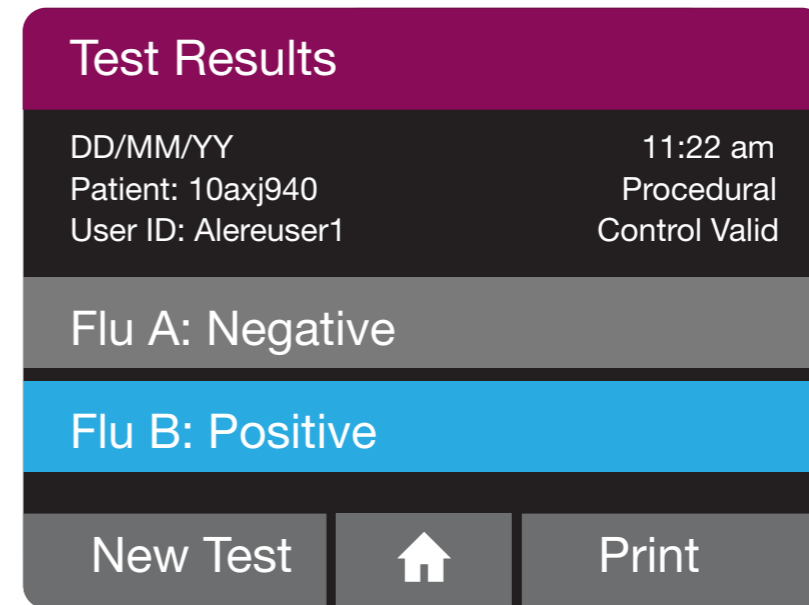 Test Results
DD/MM/YY 11:22 am
Patient: 10axj940 Procedural
User ID: Alereuser1 Control Valid
Flu A: Negative
Flu B: Positive
New Test Print